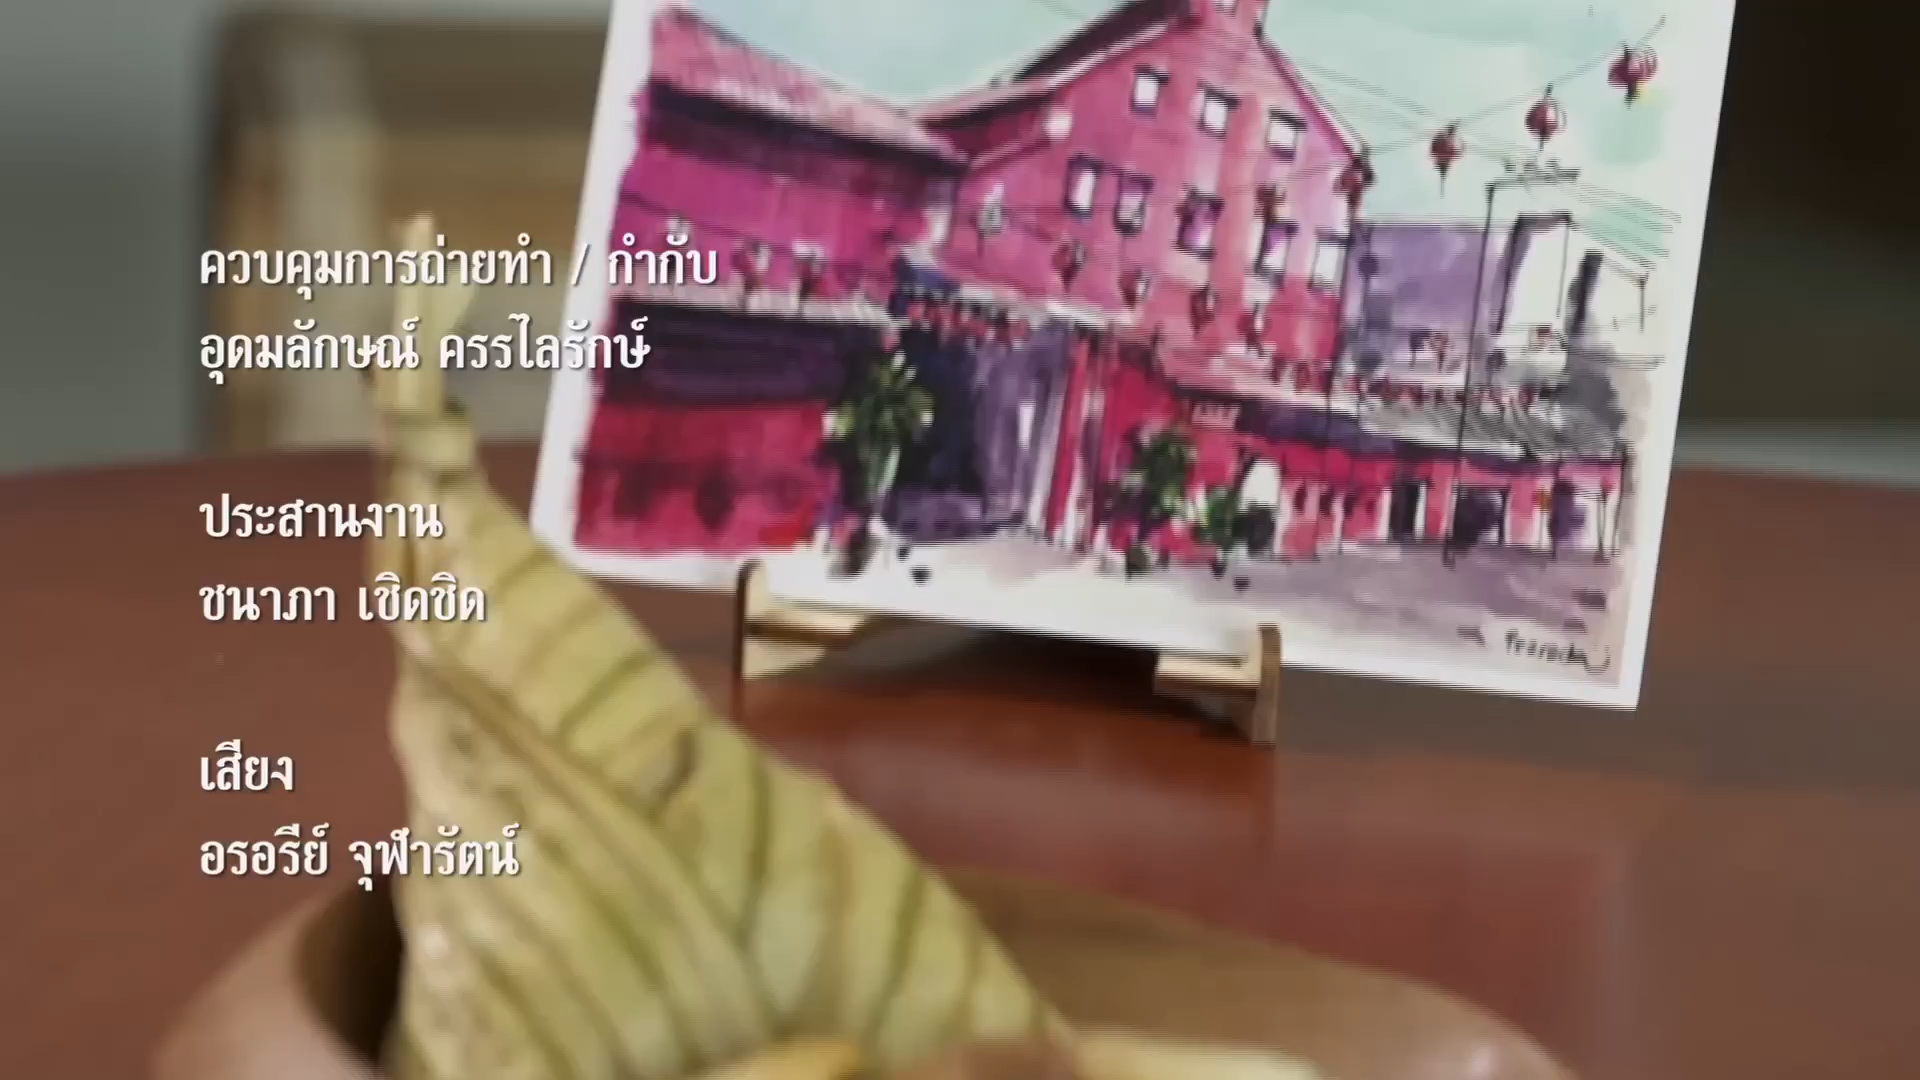 ควบคุมการถ่ายทำ / กำกับ
อุดมลักษณ์ ครรไลรักษ์
ประสานงาน
ชนาภา เชิดชิด
เสียง
อรอรีย์ จุฬารัตน์